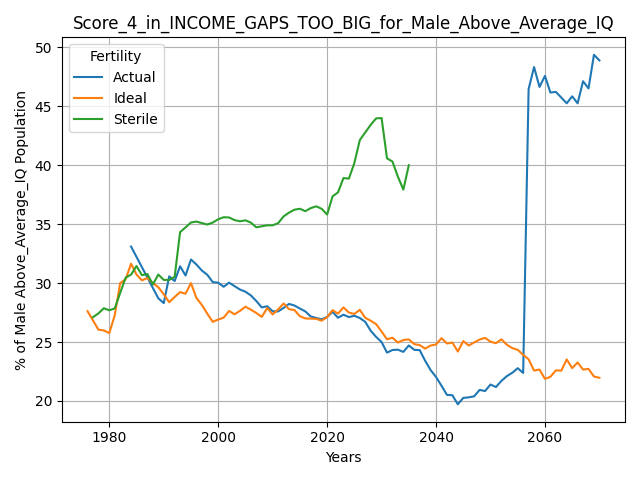 Score_4_in_INCOME_GAPS_TOO_BIG_for_Male_Above_Average_IQ
% of Male Above_Average_IQ Population
50
45
40
35
30
25
20
Fertility
Actual
Ideal
Sterile
1980
2000
2020
2040
2060
Years